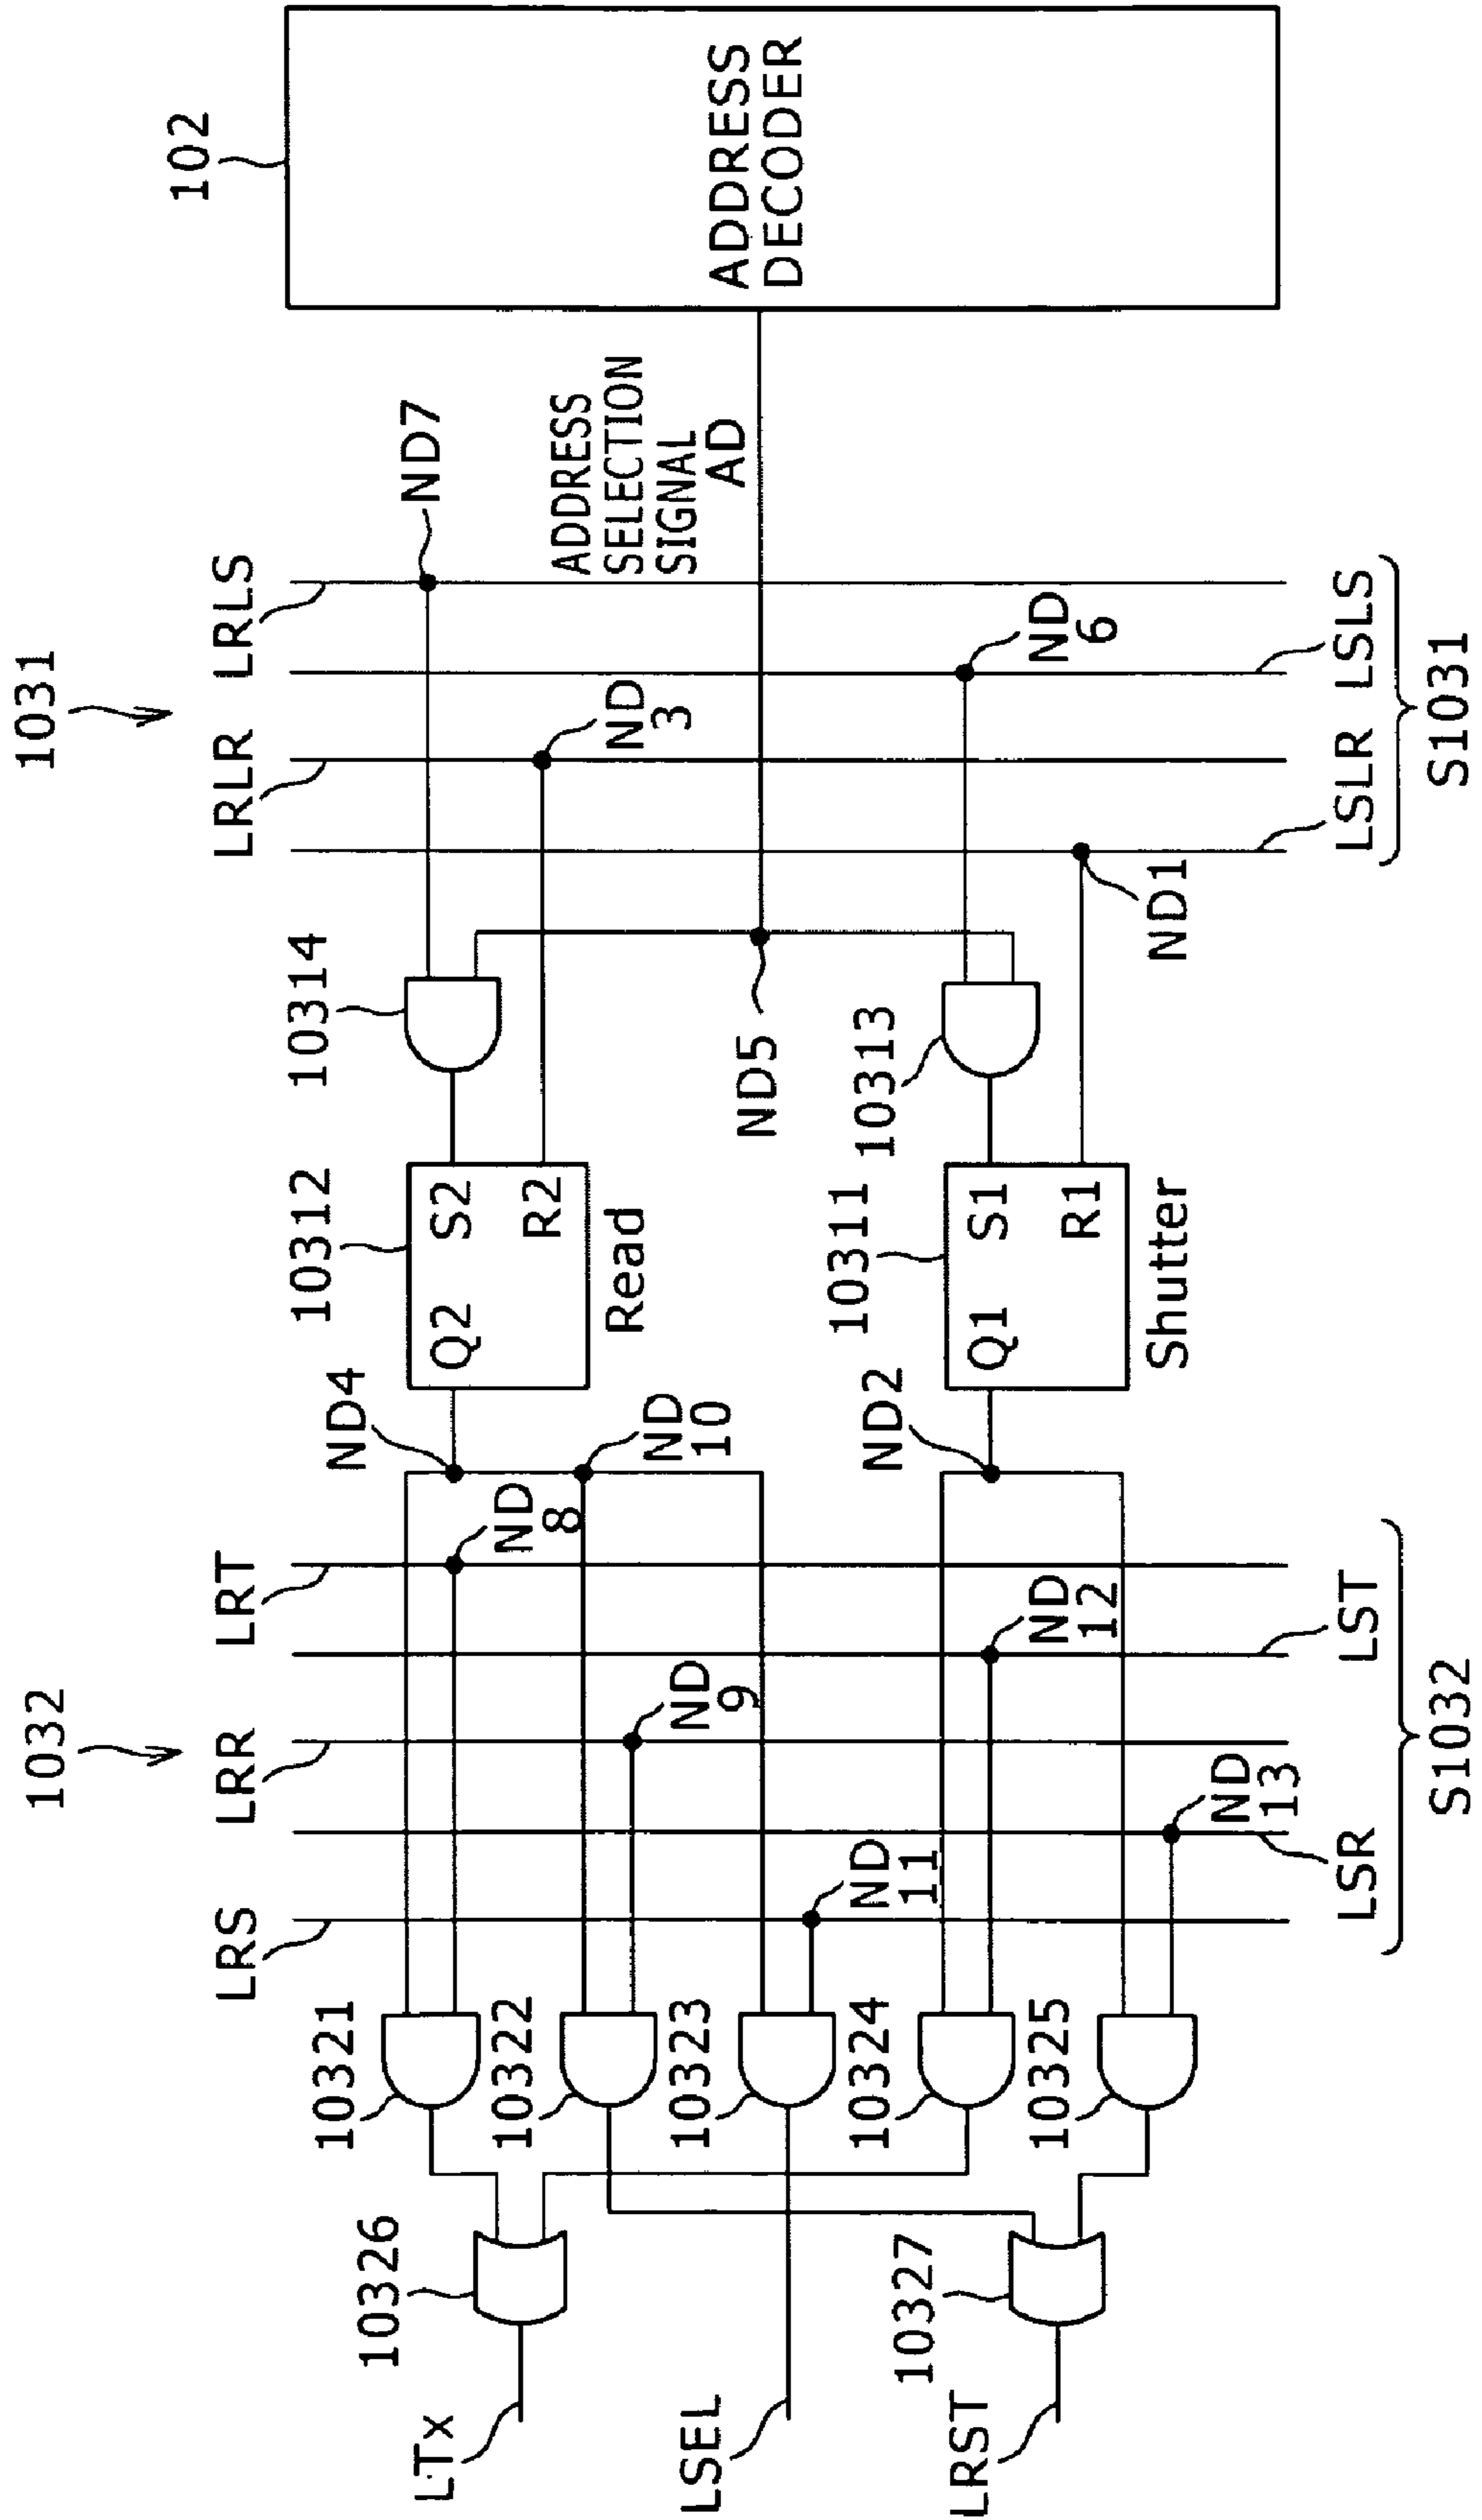 1032
1031
102
LRS
LRR
LRT
LRLR
LRLS
10321
ND4
10312
10314
ND7
10326
LTx
10322
ND
8
Q2
S2
R2
Read
ND
10
ND
9
ND
3
ADDRESS
SELECTION
SIGNAL
AD
ADDRESS
DECODER
LSEL
10323
ND5
10324
ND
11
ND2
10311
10313
10327
LRST
10325
ND
12
Q1
S1
R1
Shutter
ND
6
ND1
ND
13
LSR
LST
LSLR
LSLS
S1032
S1031